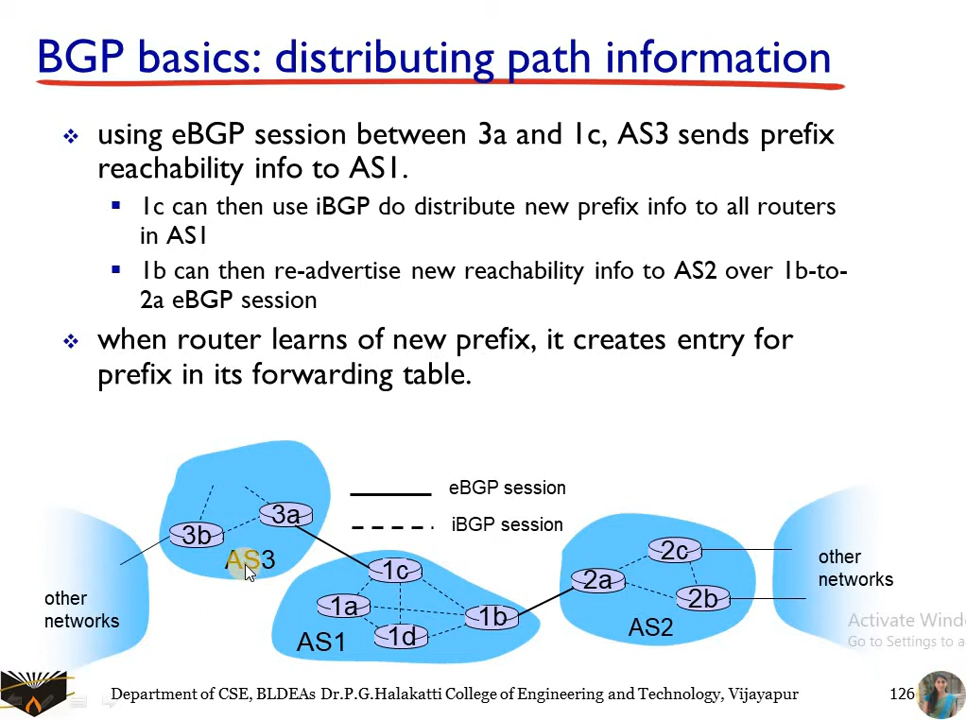 BGP basics: distributing path information
using eBGP session between 3a and 1c, AS3 sends prefix
reachability info to AS1.
1c can then use iBGP do distribute new prefix info to all routers
in AS1
1b can then re-advertise new reachability info to AS2 over 1b-to-
2a eBGP session
when router learns of new prefix, it creates entry for
prefix in its forwarding table.
eBGP session
iBGP session
3a
3b
AS3
1c
1a
1d
1b
AS1
2c
2a
2b
AS2
other
networks
other
networks
Activate Wind
Go to Settings to a
Department of CSE, BLDEAs Dr.P.G.Halakatti College of Engineering and Technology, Vijayapur
126